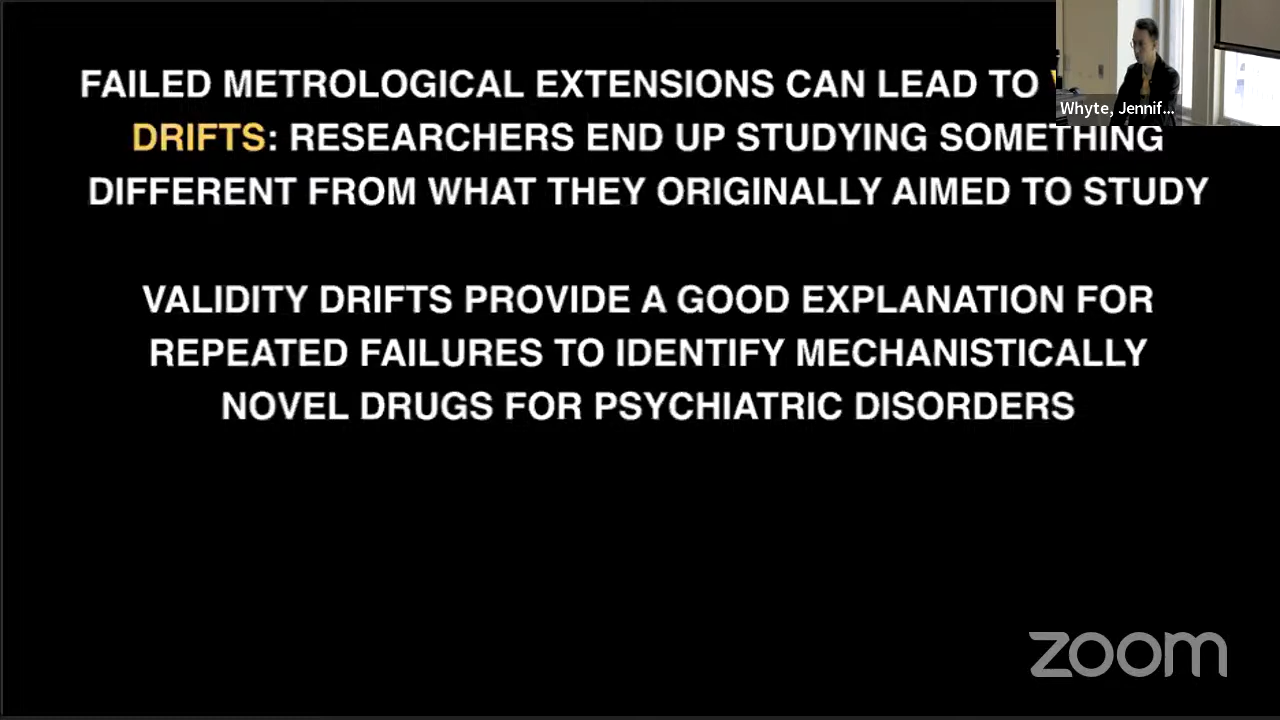 FAILED METROLOGICAL EXTENSIONS CAN LEAD TO
DRIFTS: RESEARCHERS END UP STUDYING SOMETHING
DIFFERENT FROM WHAT THEY ORIGINALLY AIMED TO STUDY
VALIDITY DRIFTS PROVIDE A GOOD EXPLANATION FOR
REPEATED FAILURES TO IDENTIFY MECHANISTICALLY
NOVEL DRUGS FOR PSYCHIATRIC DISORDERS
Whyte, Jennif...
zoom